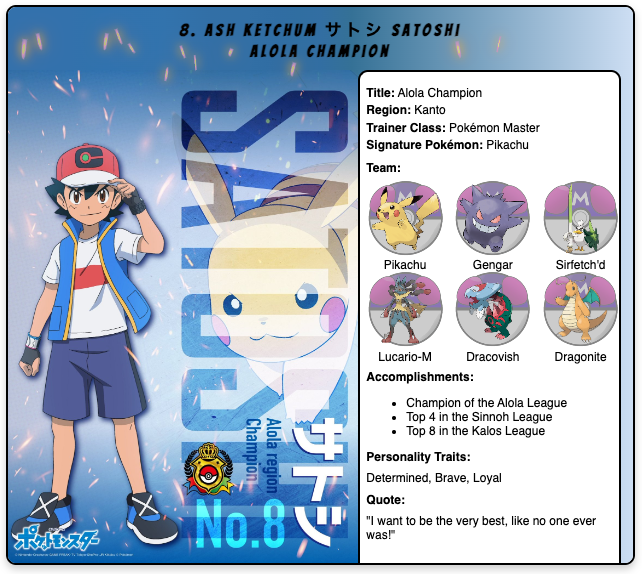 8. ASH KETCHUM サトシ SATOSHI
ALOLA CHAMPION
SATOSHI
Title: Alola Champion
Region: Kanto
Trainer Class: Pokémon Master
Signature Pokémon: Pikachu
Team:
Pikachu
Gengar
Sirfetch'd
Lucario-M
Dracovish
Dragonite
Accomplishments:
• Champion of the Alola League
• Top 4 in the Sinnoh League
• Top 8 in the Kalos League
Personality Traits:
Determined, Brave, Loyal
Quote:
"I want to be the very best, like no one ever
was!"
Alola region
Champion
サトシ
No.8
ポケットモンスター